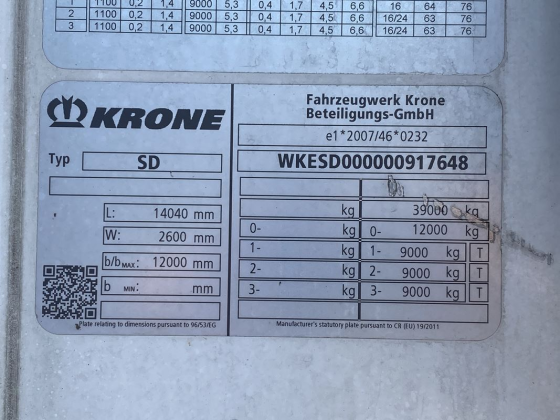 1 1100 0,2 1,4 9000 5,3 0,4 1,7 4,5 6,6 16 64 76
2 1100 0,2 1,4 9000 5,3 0,4 1,7 4,5 6,6 16/24 63 76
3 1100 0,2 1,4 9000 5,3 0,4 1,7 4,5 6,6 16/24 63 76
KRONE
Typ SD
L: 14040 mm
W: 2600 mm
b/bMAX: 12000 mm
b MIN: mm
Plate relating to dimensions pursuant to 96/53/EG
Fahrzeugwerk Krone
Beteiligungs-GmbH
e1*2007/46*0232
WKESD000000917648
kg 39000 kg
0- kg 0- 12000 kg
1- kg 1- 9000 kg T
2- kg 2- 9000 kg T
3- kg 3- 9000 kg T
Manufacturer's statutory plate pursuant to CR (EU) 19/2011